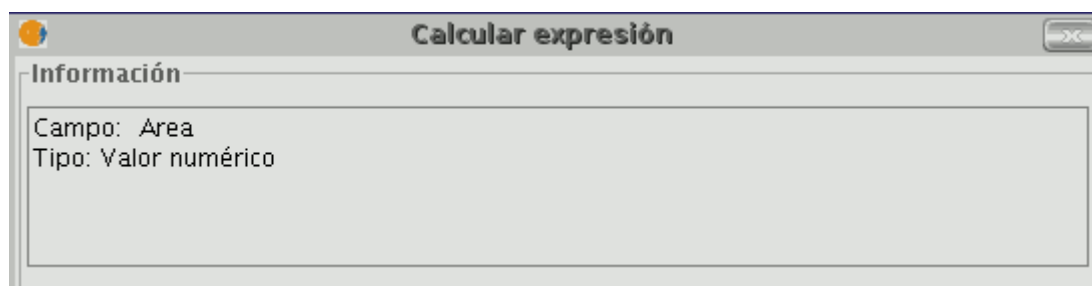 Calcular expresión
Información
Campo: Area
Tipo: Valor numérico